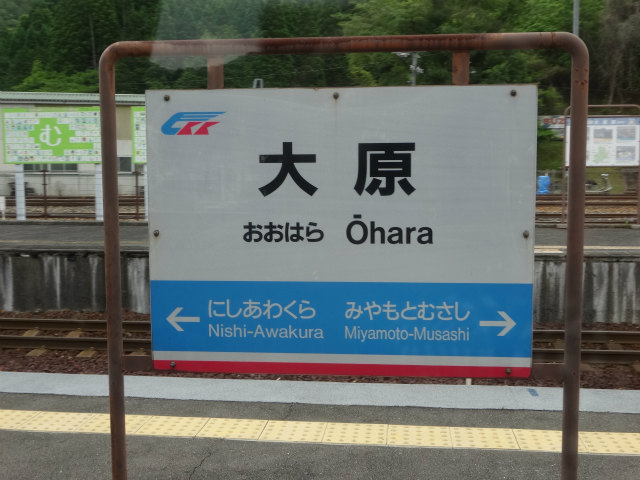 む
大原
おおはら Ōhara
にしあわくら みやもとむさし
← Nishi-Awakura Miyamoto-Musashi →